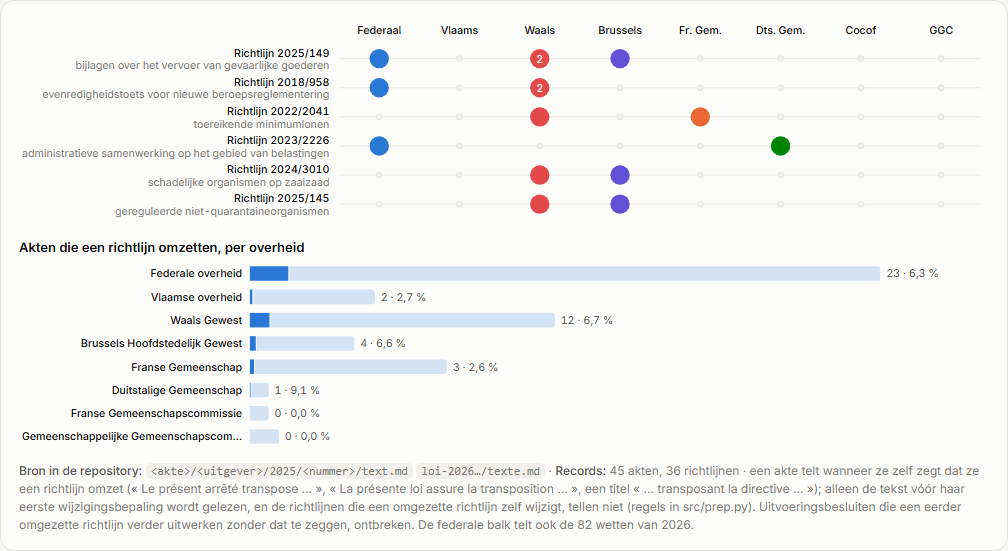 Federaal Vlaams Waals Brussels Fr. Gem. Dts. Gem. Cocof GGC
Richtlijn 2025/149 2
bijlagen over het vervoer van gevaarlijke goederen
Richtlijn 2018/958 2
evenredigheidstoets voor nieuwe beroepsreglementering
Richtlijn 2022/2041
toereikende minimumlonen
Richtlijn 2023/2226
administratieve samenwerking op het gebied van belastingen
Richtlijn 2024/3010
schadelijke organismen op zaaizaad
Richtlijn 2025/145
gereguleerde niet-quarantaineorganismen
Akten die een richtlijn omzetten, per overheid
Federale overheid 23 · 6,3 %
Vlaamse overheid 2 · 2,7 %
Waals Gewest 12 · 6,7 %
Brussels Hoofdstedelijk Gewest 4 · 6,6 %
Franse Gemeenschap 3 · 2,6 %
Duitstalige Gemeenschap 1 · 9,1 %
Franse Gemeenschapscommissie 0 · 0,0 %
Gemeenschappelijke Gemeenschapscom… 0 · 0,0 %
Bron in de repository: <akte>/<uitgever>/2025/<nummer>/text.md loi-2026…/texte.md · Records: 45 akten, 36 richtlijnen · een akte telt wanneer ze zelf zegt dat ze
een richtlijn omzet (« Le présent arrêté transpose … », « La présente loi assure la transposition … », een titel « … transposant la directive … »); alleen de tekst vóór haar
eerste wijzigingsbepaling wordt gelezen, en de richtlijnen die een omgezette richtlijn zelf wijzigt, tellen niet (regels in src/prep.py). Uitvoeringsbesluiten die een eerder
omgezette richtlijn verder uitwerken zonder dat te zeggen, ontbreken. De federale balk telt ook de 82 wetten van 2026.